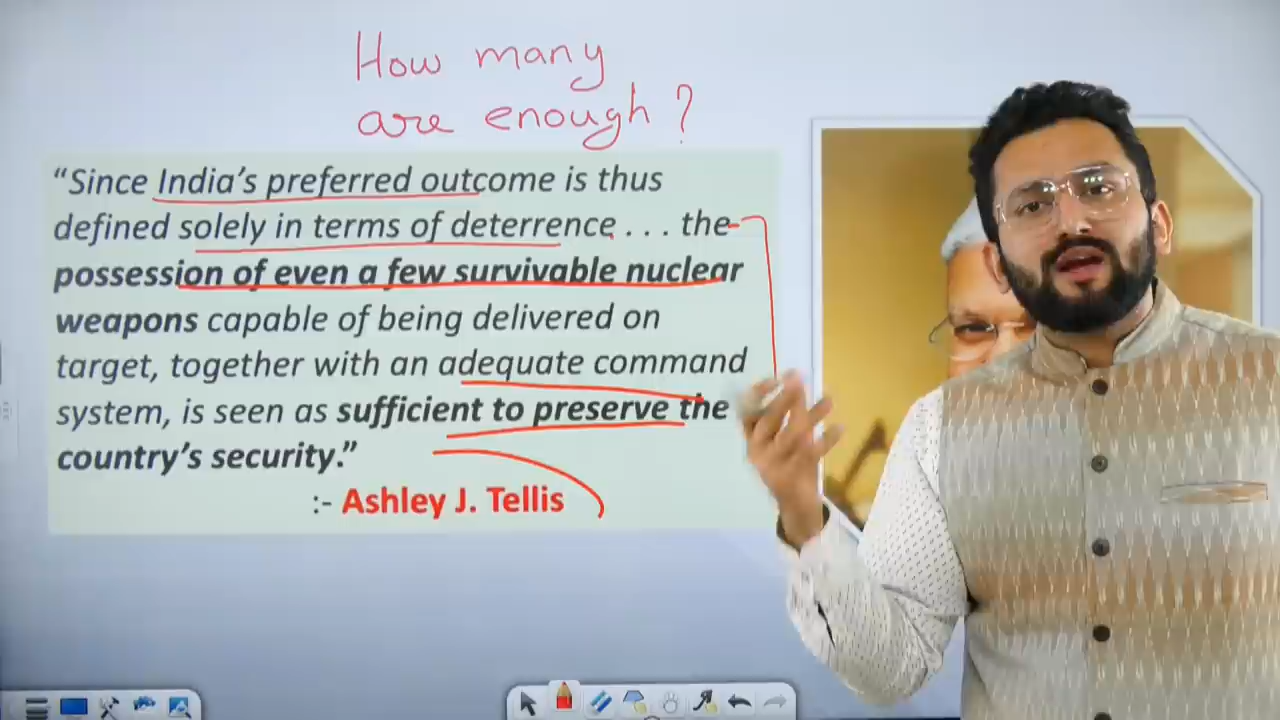 How many
are enough?
“Since India’s preferred outcome is thus
defined solely in terms of deterrence . . . the
possession of even a few survivable nuclear
weapons capable of being delivered on
target, together with an adequate command
system, is seen as sufficient to preserve the
country’s security.”
:- Ashley J. Tellis